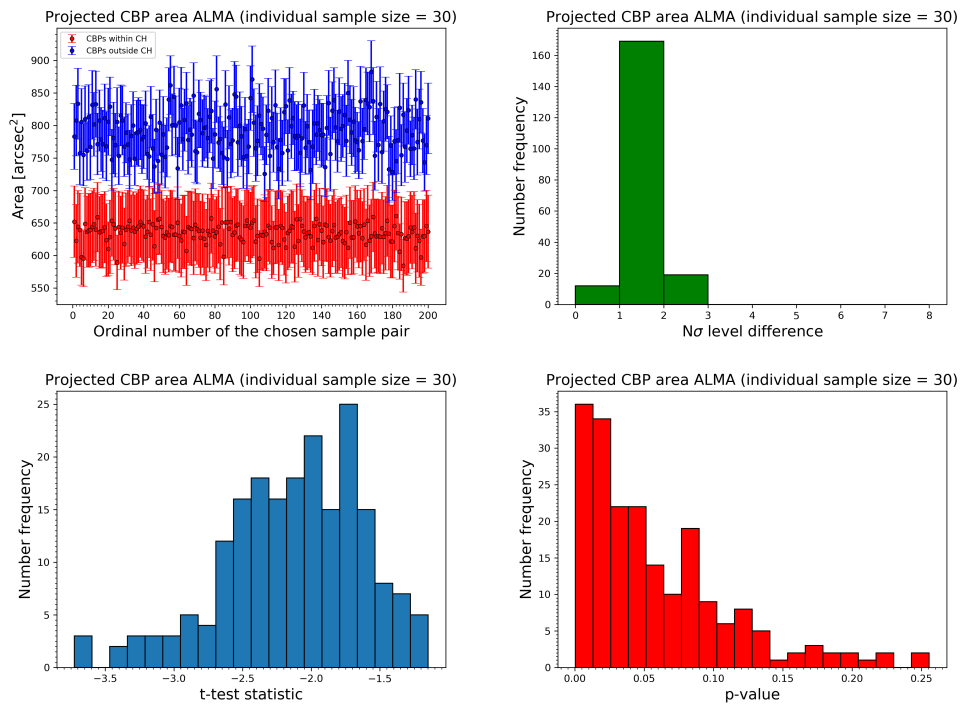 Projected CBP area ALMA (individual sample size = 30)
CBPs within CH
CBPs outside CH
Area [arcsec²]
900
850
800
750
700
650
600
550
0 20 40 60 80 100 120 140 160 180 200
Ordinal number of the chosen sample pair
Projected CBP area ALMA (individual sample size = 30)
Number frequency
160
140
120
100
80
60
40
20
0
0 1 2 3 4 5 6 7 8
Nσ level difference
Projected CBP area ALMA (individual sample size = 30)
Number frequency
25
20
15
10
5
0
−3.5 −3.0 −2.5 −2.0 −1.5
t-test statistic
Projected CBP area ALMA (individual sample size = 30)
Number frequency
35
30
25
20
15
10
5
0
0.00 0.05 0.10 0.15 0.20 0.25
p-value